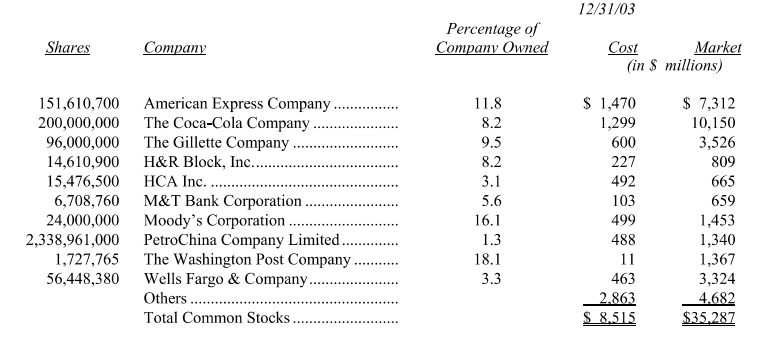 12/31/03
Percentage of
Shares Company Company Owned Cost Market
(in $ millions)
151,610,700 American Express Company ................ 11.8 $ 1,470 $ 7,312
200,000,000 The Coca-Cola Company .................... 8.2 1,299 10,150
96,000,000 The Gillette Company ......................... 9.5 600 3,526
14,610,900 H&R Block, Inc.................................. 8.2 227 809
15,476,500 HCA Inc. ............................................ 3.1 492 665
6,708,760 M&T Bank Corporation ...................... 5.6 103 659
24,000,000 Moody’s Corporation .......................... 16.1 499 1,453
2,338,961,000 PetroChina Company Limited.............. 1.3 488 1,340
1,727,765 The Washington Post Company ........... 18.1 11 1,367
56,448,380 Wells Fargo & Company..................... 3.3 463 3,324
Others ................................................. 2,863 4,682
Total Common Stocks ......................... $ 8,515 $35,287